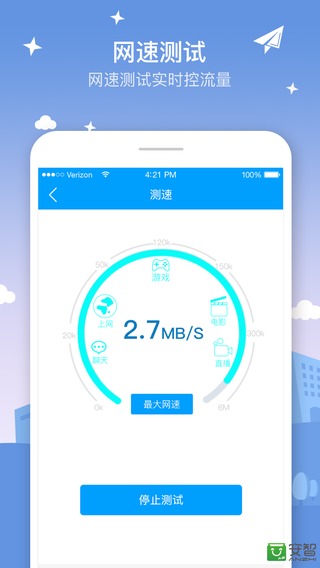 网速测试
网速测试实时控流量
Verizon 4:21 PM 100%
测速
120k
50k 150k
游戏
上网 电影
20k 300k
2.7MB/S
聊天 直播
0k 6M
最大网速
停止测试
安智
ANZHI